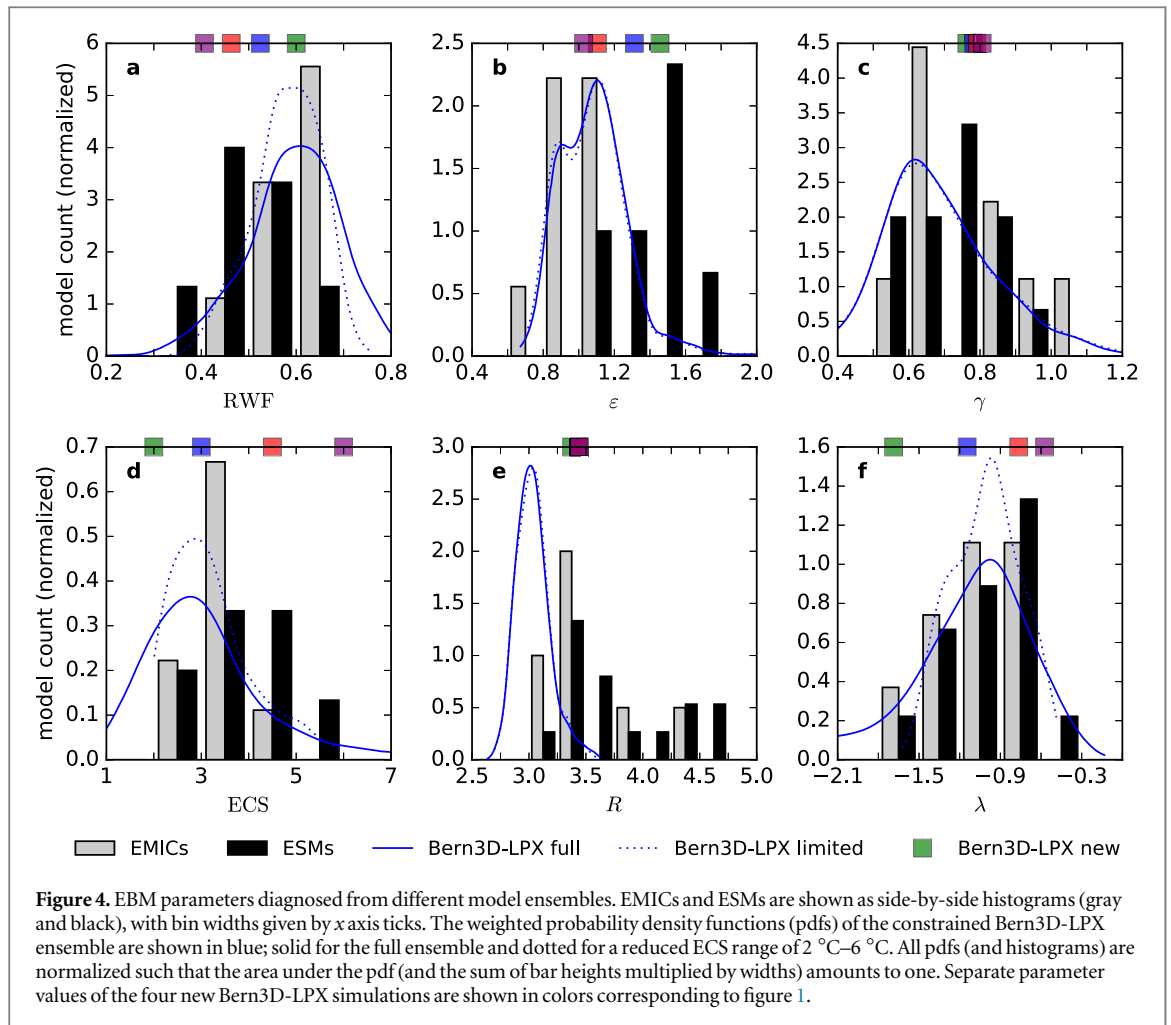 6
5
4
3
2
1
0
model count (normalized)
a
0.2 0.4 0.6 0.8
RWF
2.5
2.0
1.5
1.0
0.5
0.0
b
0.4 0.8 1.2 1.6 2.0
ε
4.5
4.0
3.5
3.0
2.5
2.0
1.5
1.0
0.5
0.0
c
0.4 0.6 0.8 1.0 1.2
γ
0.7
0.6
0.5
0.4
0.3
0.2
0.1
0.0
model count (normalized)
d
1 3 5 7
ECS
3.0
2.5
2.0
1.5
1.0
0.5
0.0
e
2.5 3.0 3.5 4.0 4.5 5.0
R
1.6
1.4
1.2
1.0
0.8
0.6
0.4
0.2
0.0
f
−2.1 −1.5 −0.9 −0.3
λ
EMICs ESMs Bern3D-LPX full Bern3D-LPX limited Bern3D-LPX new
Figure 4. EBM parameters diagnosed from different model ensembles. EMICs and ESMs are shown as side-by-side histograms (gray
and black), with bin widths given by x axis ticks. The weighted probability density functions (pdfs) of the constrained Bern3D-LPX
ensemble are shown in blue; solid for the full ensemble and dotted for a reduced ECS range of 2 °C–6 °C. All pdfs (and histograms) are
normalized such that the area under the pdf (and the sum of bar heights multiplied by widths) amounts to one. Separate parameter
values of the four new Bern3D-LPX simulations are shown in colors corresponding to figure 1.